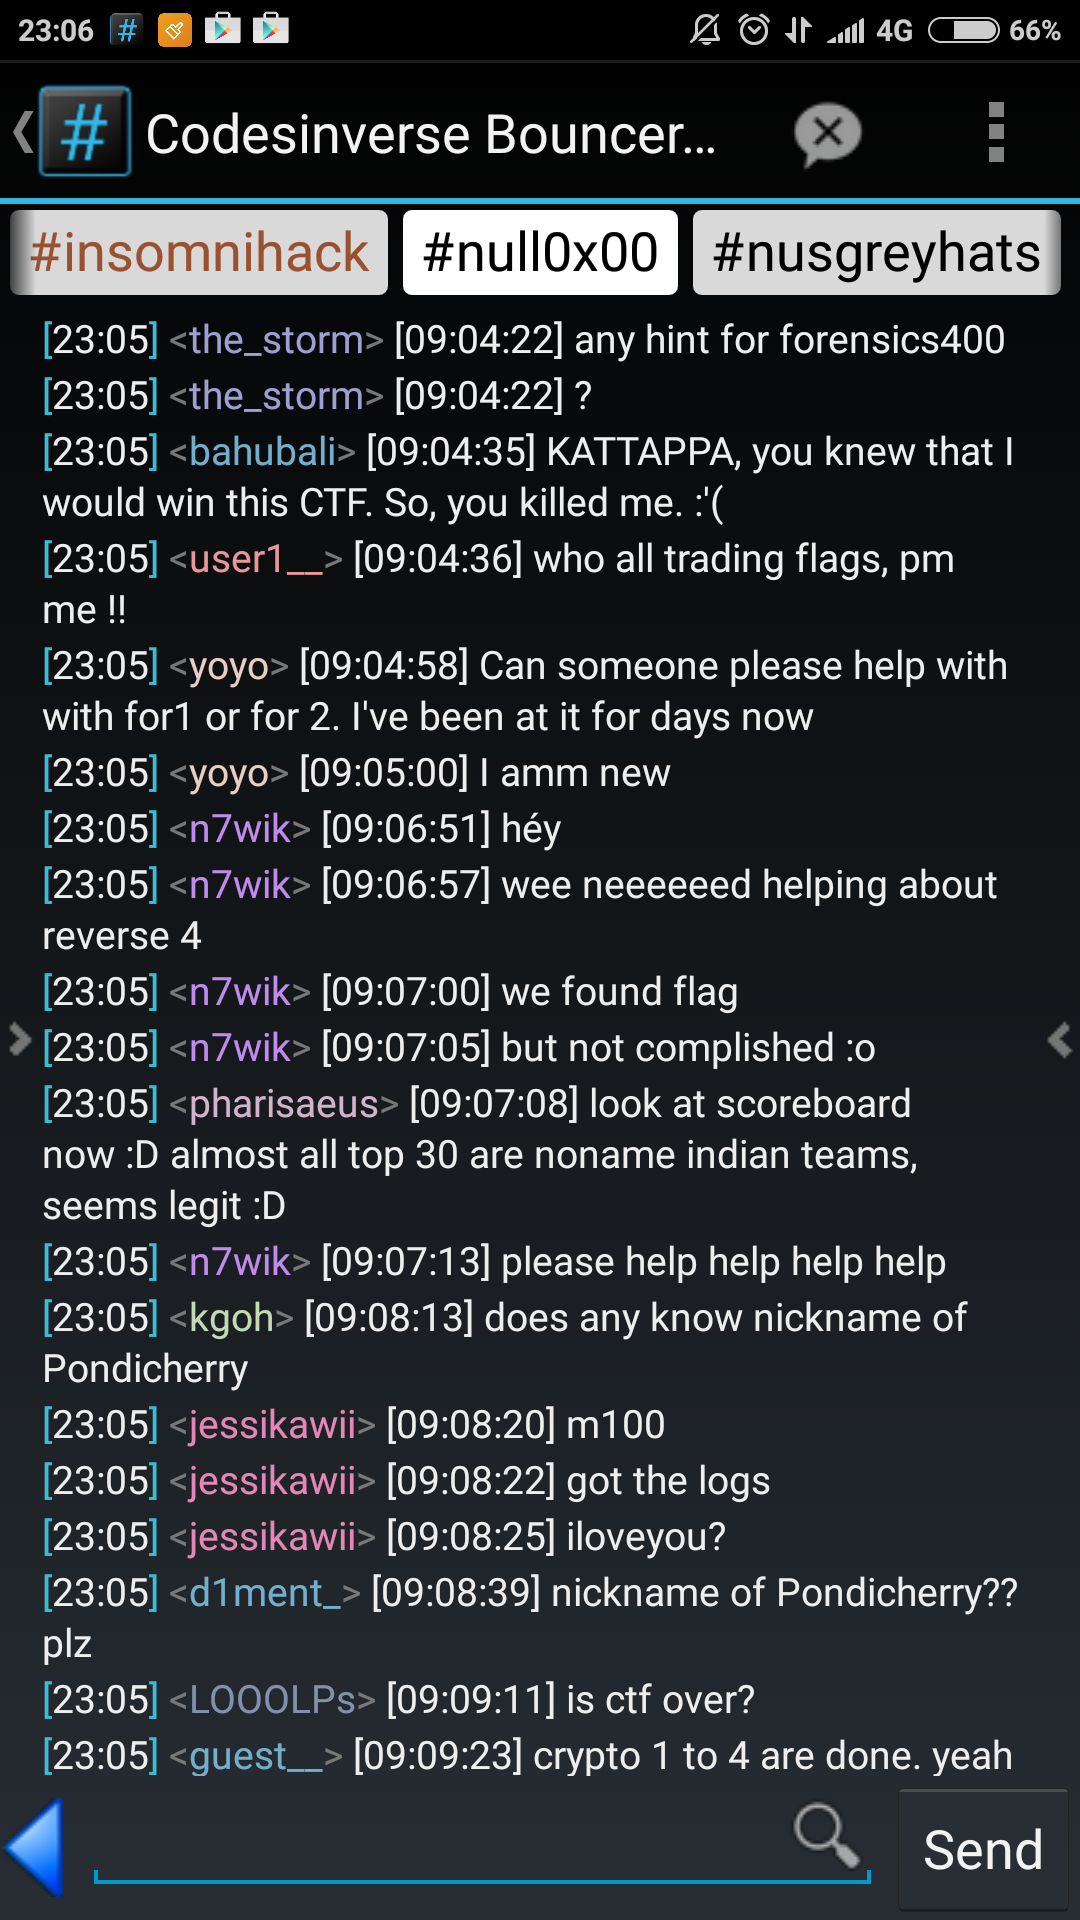 23:06 # 4G 66%
# Codesinverse Bouncer...
#insomnihack #null0x00 #nusgreyhats
[23:05] <the_storm> [09:04:22] any hint for forensics400
[23:05] <the_storm> [09:04:22] ?
[23:05] <bahubali> [09:04:35] KATTAPPA, you knew that I
would win this CTF. So, you killed me. :'(
[23:05] <user1__> [09:04:36] who all trading flags, pm
me !!
[23:05] <yoyo> [09:04:58] Can someone please help with
with for1 or for 2. I've been at it for days now
[23:05] <yoyo> [09:05:00] I amm new
[23:05] <n7wik> [09:06:51] héy
[23:05] <n7wik> [09:06:57] wee neeeeeed helping about
reverse 4
[23:05] <n7wik> [09:07:00] we found flag
[23:05] <n7wik> [09:07:05] but not complished :o
[23:05] <pharisaeus> [09:07:08] look at scoreboard
now :D almost all top 30 are noname indian teams,
seems legit :D
[23:05] <n7wik> [09:07:13] please help help help help
[23:05] <kgoh> [09:08:13] does any know nickname of
Pondicherry
[23:05] <jessikawii> [09:08:20] m100
[23:05] <jessikawii> [09:08:22] got the logs
[23:05] <jessikawii> [09:08:25] iloveyou?
[23:05] <d1ment_> [09:08:39] nickname of Pondicherry??
plz
[23:05] <LOOOLPs> [09:09:11] is ctf over?
[23:05] <guest__> [09:09:23] crypto 1 to 4 are done. yeah
Send